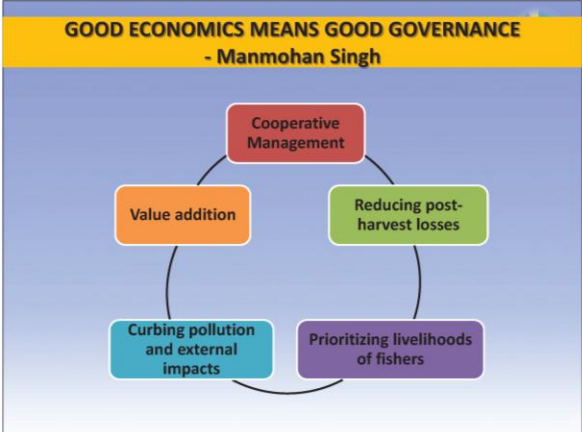 GOOD ECONOMICS MEANS GOOD GOVERNANCE
- Manmohan Singh
Cooperative
Management
Value addition
Reducing post-
harvest losses
Curbing pollution
and external
impacts
Prioritizing livelihoods
of fishers